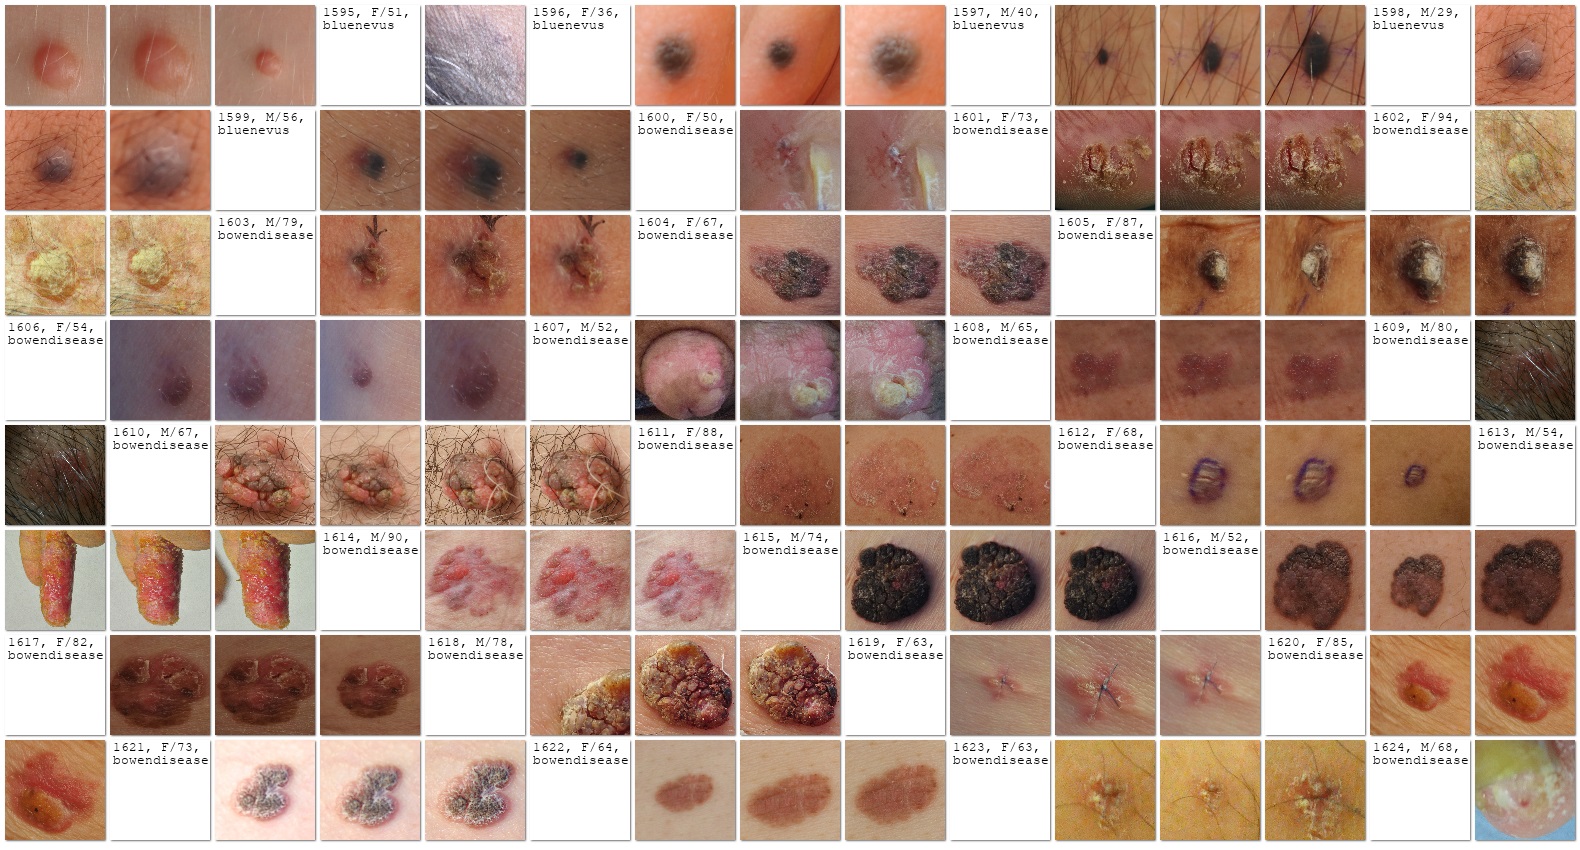 1595, F/51,
bluenevus
1596, F/36,
bluenevus
1597, M/40,
bluenevus
1598, M/29,
bluenevus
1599, M/56,
bluenevus
1600, F/50,
bowendisease
1601, F/73,
bowendisease
1602, F/94,
bowendisease
1603, M/79,
bowendisease
1604, F/67,
bowendisease
1605, F/87,
bowendisease
1606, F/54,
bowendisease
1607, M/52,
bowendisease
1608, M/65,
bowendisease
1609, M/80,
bowendisease
1610, M/67,
bowendisease
1611, F/88,
bowendisease
1612, F/68,
bowendisease
1613, M/54,
bowendisease
1614, M/90,
bowendisease
1615, M/74,
bowendisease
1616, M/52,
bowendisease
1617, F/82,
bowendisease
1618, M/78,
bowendisease
1619, F/63,
bowendisease
1620, F/85,
bowendisease
1621, F/73,
bowendisease
1622, F/64,
bowendisease
1623, F/63,
bowendisease
1624, M/68,
bowendisease